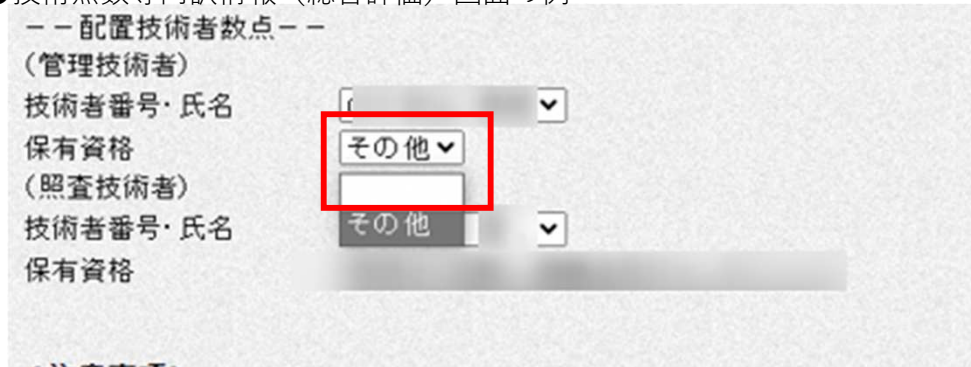 技術点数等内訳情報（総合評価）画面の例
－－配置技術者数点－－
（管理技術者）
技術者番号・氏名
保有資格 その他
（照査技術者）
その他
技術者番号・氏名
保有資格